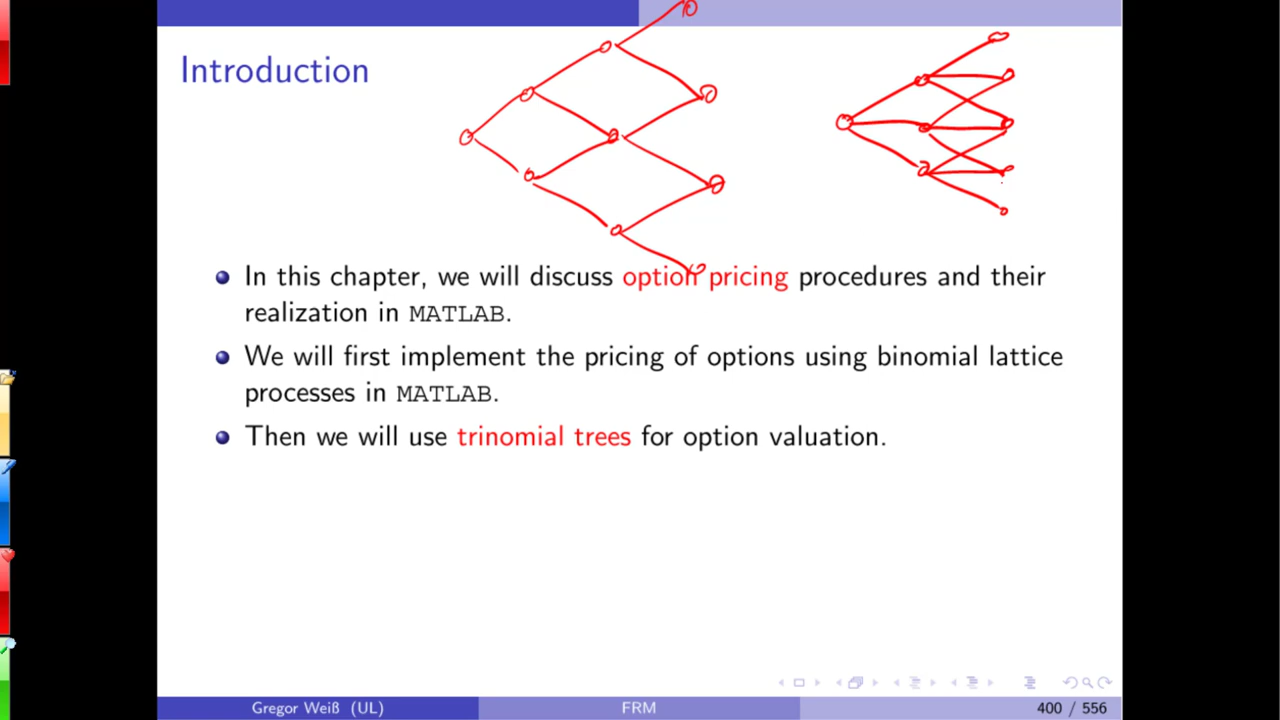 Introduction
In this chapter, we will discuss option pricing procedures and their
realization in MATLAB.
We will first implement the pricing of options using binomial lattice
processes in MATLAB.
Then we will use trinomial trees for option valuation.
Gregor Weiß (UL) FRM 400 / 556